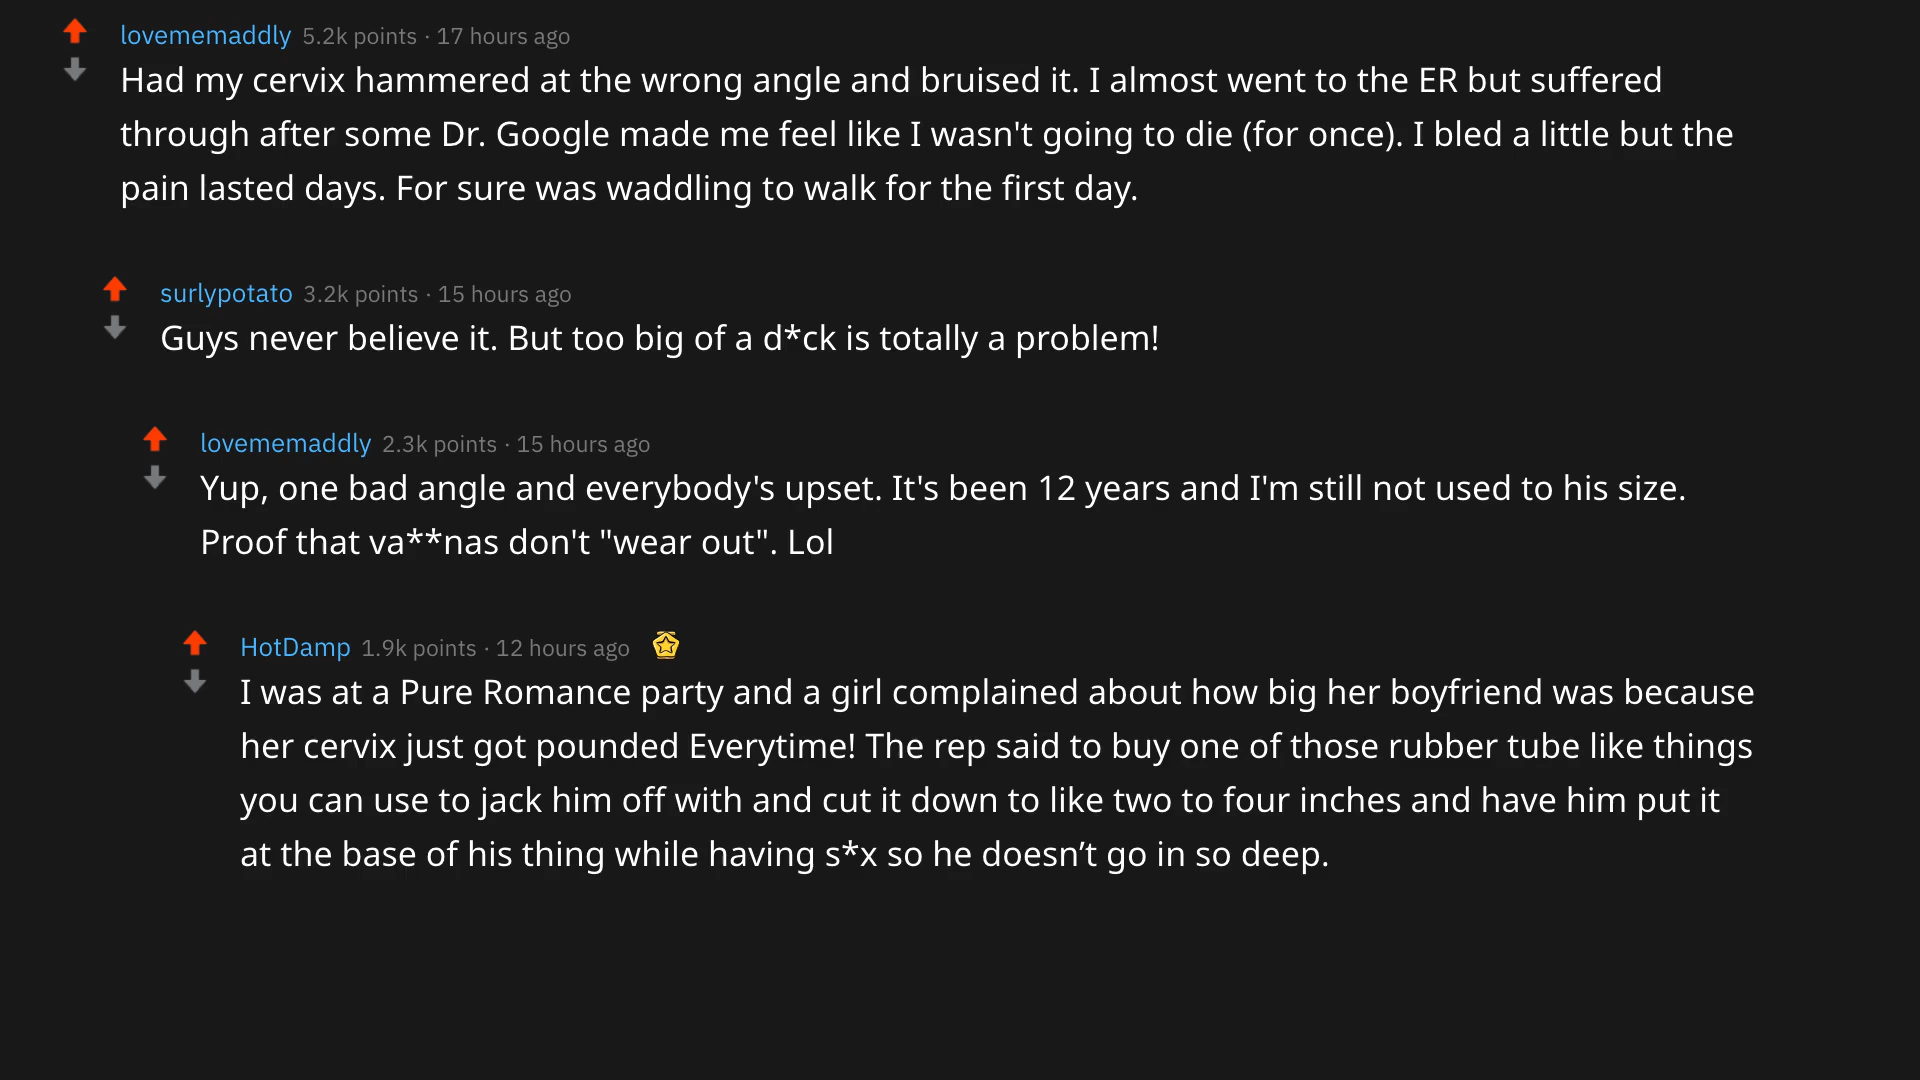 lovememaddly 5.2k points · 17 hours ago
Had my cervix hammered at the wrong angle and bruised it. I almost went to the ER but suffered
through after some Dr. Google made me feel like I wasn't going to die (for once). I bled a little but the
pain lasted days. For sure was waddling to walk for the first day.
surlypotato 3.2k points · 15 hours ago
Guys never believe it. But too big of a d*ck is totally a problem!
lovememaddly 2.3k points · 15 hours ago
Yup, one bad angle and everybody's upset. It's been 12 years and I'm still not used to his size.
Proof that va**nas don't "wear out". Lol
HotDamp 1.9k points · 12 hours ago
I was at a Pure Romance party and a girl complained about how big her boyfriend was because
her cervix just got pounded Everytime! The rep said to buy one of those rubber tube like things
you can use to jack him off with and cut it down to like two to four inches and have him put it
at the base of his thing while having s*x so he doesn’t go in so deep.